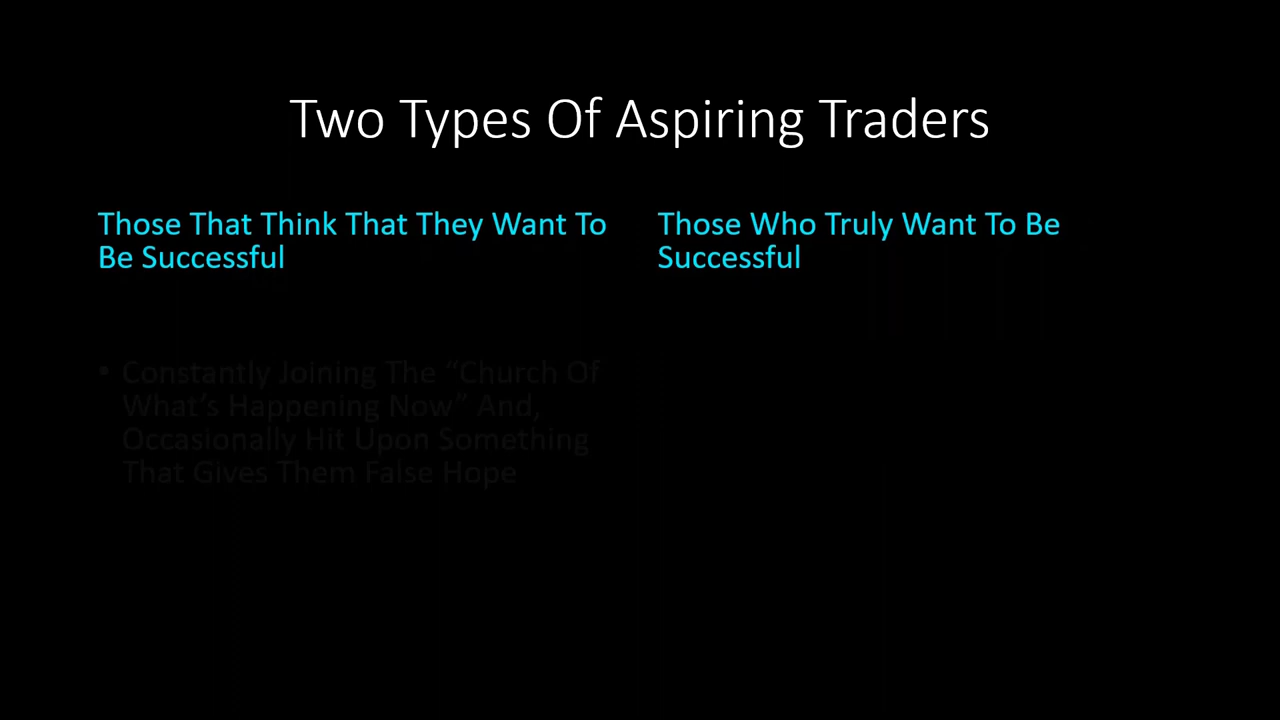 Two Types Of Aspiring Traders
Those That Think That They Want To
Be Successful
Those Who Truly Want To Be
Successful
• Constantly Joining The “Church Of
What’s Happening Now” And,
Occasionally Hit Upon Something
That Gives Them False Hope